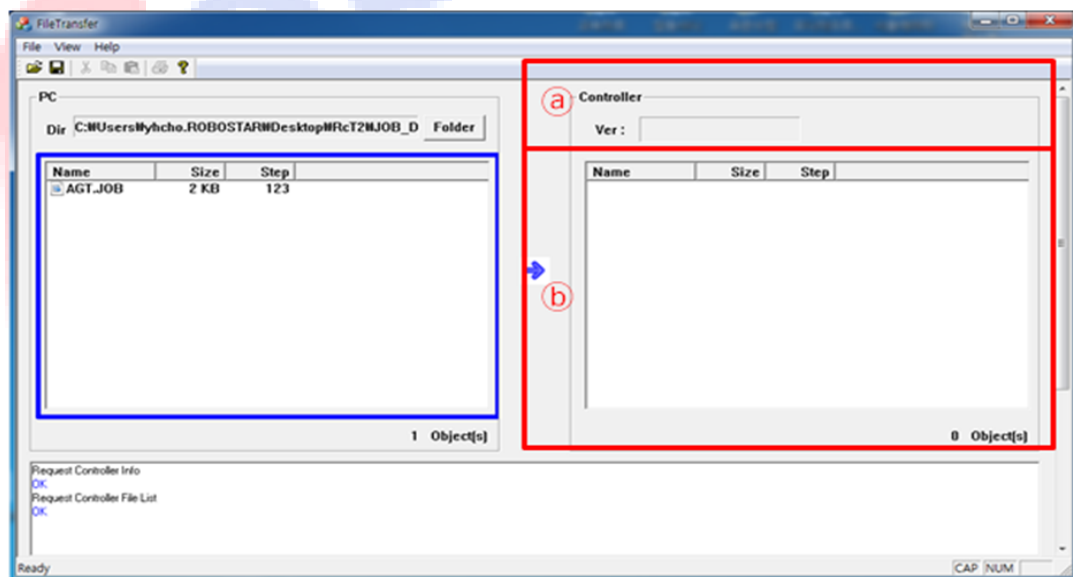 FileTransfer
File View Help
PC
Dir C:₩Users₩yhcho.ROBOSTAR₩Desktop₩RcT2₩JOB_D Folder
Name Size Step
AGT.JOB 2 KB 123
1 Object(s)
ⓐ
Controller
Ver :
Name Size Step
ⓑ
0 Object(s)
Request Controller Info
OK
Request Controller File List
OK
Ready
CAP NUM